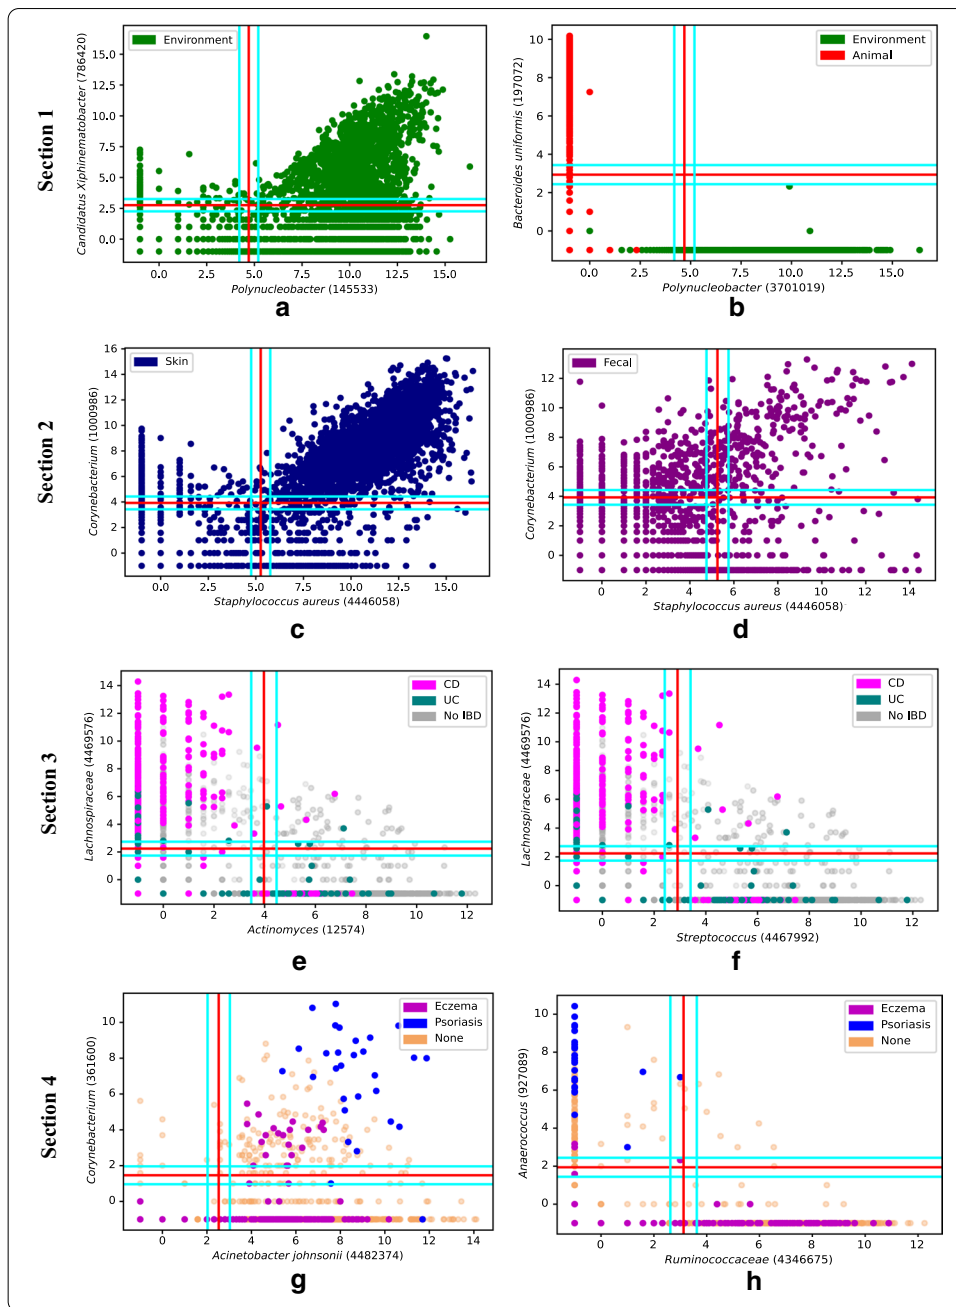 Section 1
Environment
Candidatus Xiphinematobacter (786420)
15.0
12.5
10.0
7.5
5.0
2.5
0.0
0.0 2.5 5.0 7.5 10.0 12.5 15.0
Polynucleobacter (145533)
a
Environment
Animal
Bacteroides uniformis (197072)
10
8
6
4
2
0
0.0 2.5 5.0 7.5 10.0 12.5 15.0
Polynucleobacter (3701019)
b
Section 2
Skin
Corynebacterium (1000986)
16
14
12
10
8
6
4
2
0
0.0 2.5 5.0 7.5 10.0 12.5 15.0
Staphylococcus aureus (4446058)
c
Fecal
Corynebacterium (1000986)
12
10
8
6
4
2
0
0 2 4 6 8 10 12 14
Staphylococcus aureus (4446058)
d
Section 3
CD
UC
No IBD
Lachnospiraceae (4469576)
14
12
10
8
6
4
2
0
0 2 4 6 8 10 12
Actinomyces (12574)
e
CD
UC
No IBD
Lachnospiraceae (4469576)
14
12
10
8
6
4
2
0
0 2 4 6 8 10 12
Streptococcus (4467992)
f
Section 4
Eczema
Psoriasis
None
Corynebacterium (361600)
10
8
6
4
2
0
0 2 4 6 8 10 12 14
Acinetobacter johnsonii (4482374)
g
Eczema
Psoriasis
None
Anaerococcus (927089)
10
8
6
4
2
0
0 2 4 6 8 10 12
Ruminococcaceae (4346675)
h